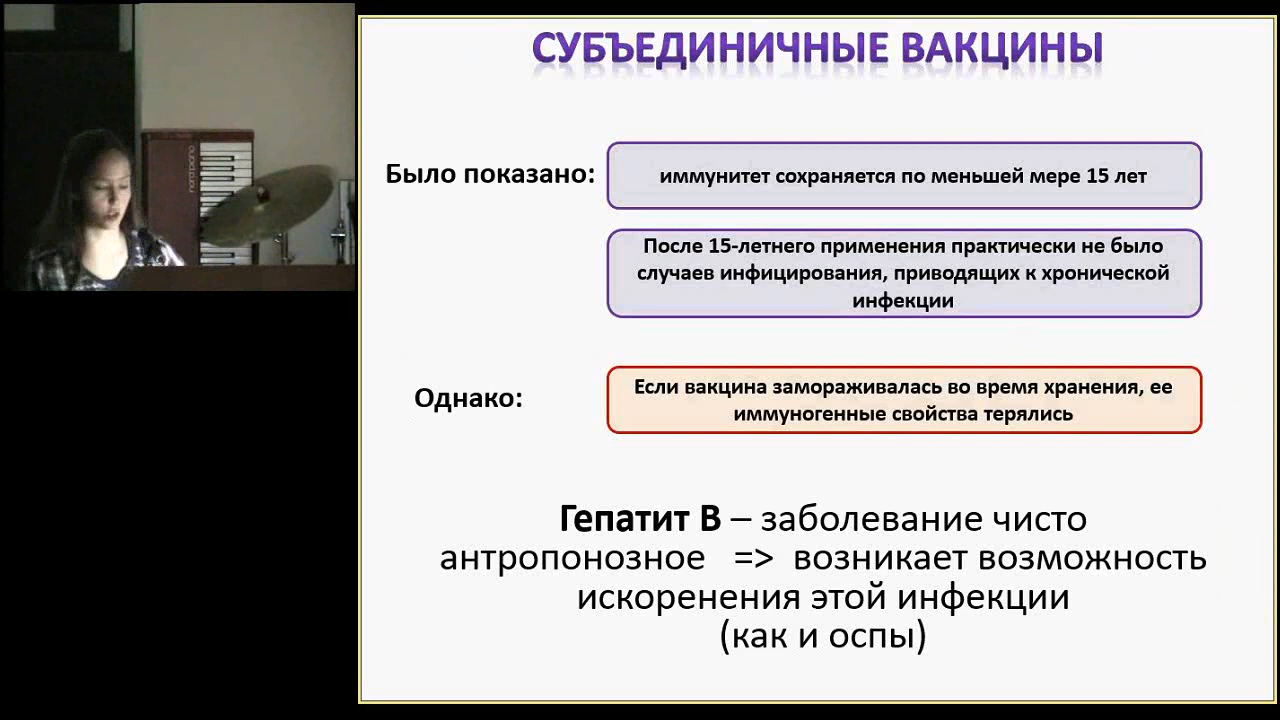 СУБЪЕДИНИЧНЫЕ ВАКЦИНЫ
Было показано:
иммунитет сохраняется по меньшей мере 15 лет
После 15-летнего применения практически не было
случаев инфицирования, приводящих к хронической
инфекции
Однако:
Если вакцина замораживалась во время хранения, ее
иммуногенные свойства терялись
Гепатит В – заболевание чисто
антропонозное => возникает возможность
искоренения этой инфекции
(как и оспы)
nord piano